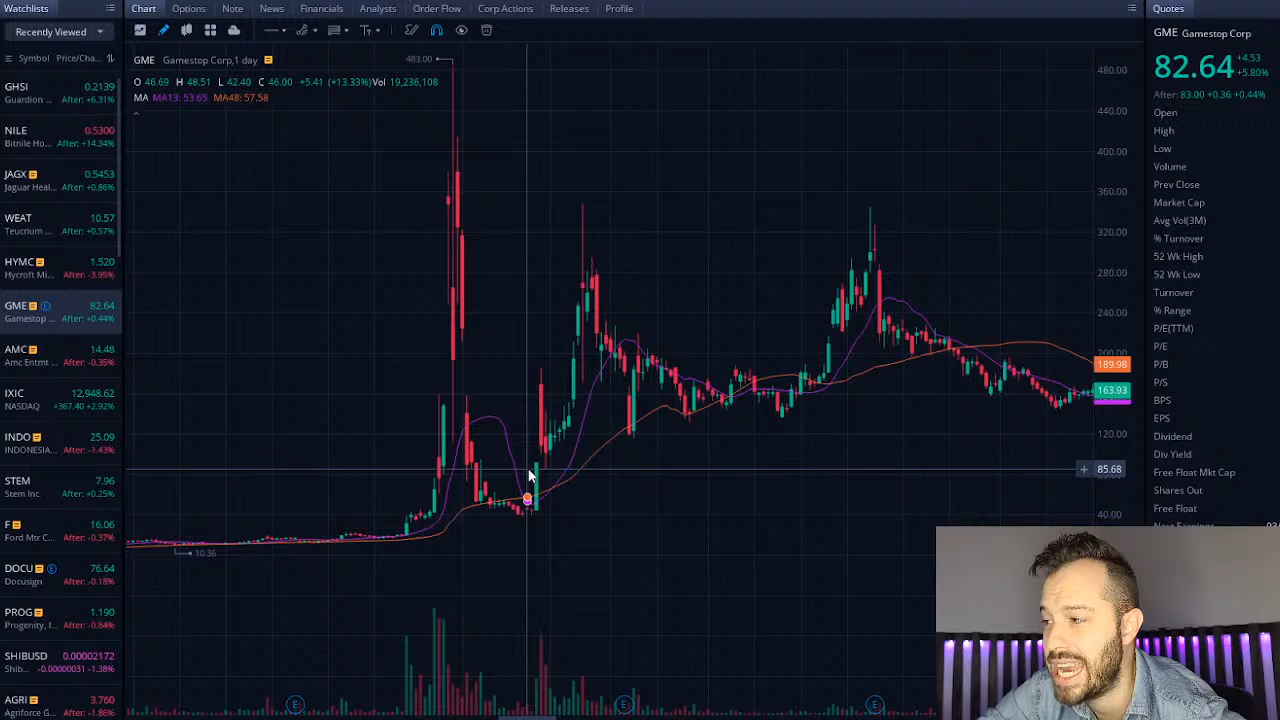 Watchlists
Chart Options Note News Financials Analysts Order Flow Corp Actions Releases Profile
Quotes
Recently Viewed
Symbol Price/Cha...
GHSI 0.2139
Guardion ... After: +6.31%
NILE 0.5300
Bitnile Ho... After: +14.34%
JAGX 0.5453
Jaguar Heal... After: +0.86%
WEAT 10.57
Teucrium ... After: +0.57%
HYMC 1.520
Hycroft Mi... After: -3.95%
GME E 82.64
Gamestop ... After: +0.44%
AMC 14.48
Amc Entmt ... After: -0.35%
IXIC 12,948.62
NASDAQ +367.40 +2.92%
INDO 25.09
INDONESIA... After: -1.43%
STEM 7.96
Stem Inc After: +0.25%
F 16.06
Ford Mtr C... After: -0.37%
DOCU E 76.64
Docusign After: -0.18%
PROG 1.190
Progenity, I... After: -0.84%
SHIBUSD 0.00002172
Shib... -0.00000031 -1.38%
AGRI 3.760
Agriforce G... After: -1.86%
GME Gamestop Corp,1 day
O 46.69 H 48.51 L 42.40 C 46.00 +5.41 (+13.33%) Vol 19,236,108
MA MA13: 53.65 MA48: 57.58
483.00
10.36
480.00
440.00
400.00
360.00
320.00
280.00
240.00
200.00
189.98
163.93
120.00
+ 85.68
40.00
E E E
GME Gamestop Corp
82.64 +4.53
+5.80%
After: 83.00 +0.36 +0.44%
Open
High
Low
Volume
Prev Close
Market Cap
Avg Vol(3M)
% Turnover
52 Wk High
52 Wk Low
Turnover
% Range
P/E(TTM)
P/E
P/B
P/S
BPS
EPS
Dividend
Div Yield
Free Float Mkt Cap
Shares Out
Free Float